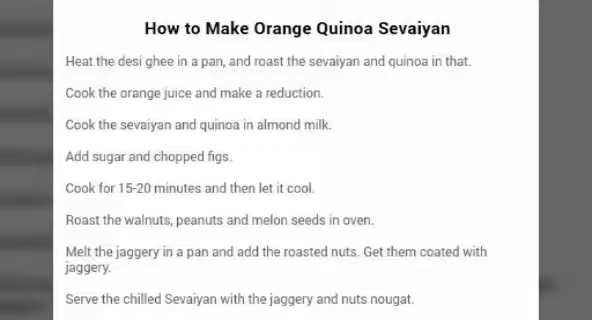 How to Make Orange Quinoa Sevaiyan
Heat the desi ghee in a pan, and roast the sevaiyan and quinoa in that.
Cook the orange juice and make a reduction.
Cook the sevaiyan and quinoa in almond milk.
Add sugar and chopped figs.
Cook for 15-20 minutes and then let it cool.
Roast the walnuts, peanuts and melon seeds in oven.
Melt the jaggery in a pan and add the roasted nuts. Get them coated with
jaggery.
Serve the chilled Sevaiyan with the jaggery and nuts nougat.